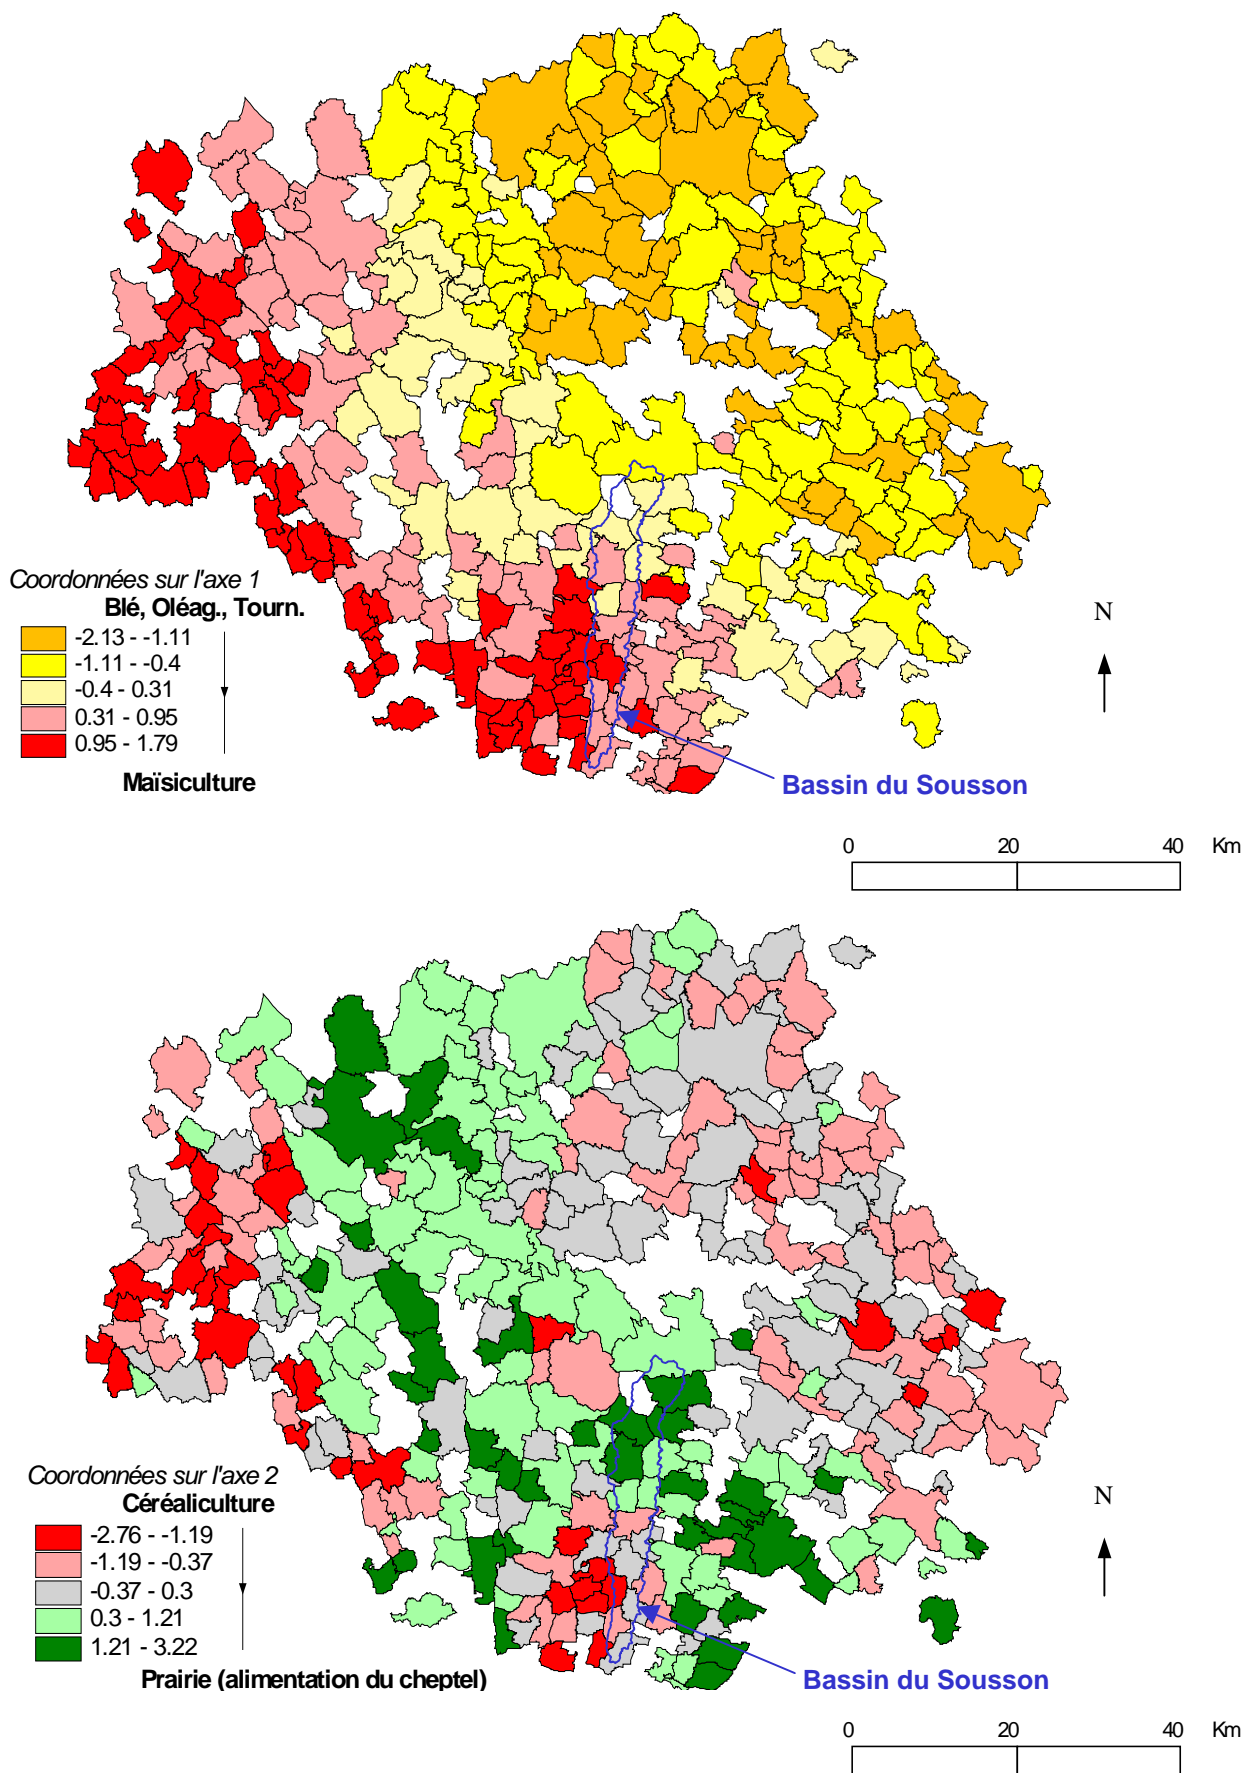 Coordonnées sur l'axe 1
Blé, Oléag., Tourn.
-2.13 - -1.11
-1.11 - -0.4
-0.4 - 0.31
0.31 - 0.95
0.95 - 1.79
Maïsiculture
N
Bassin du Sousson
0 20 40 Km
Coordonnées sur l'axe 2
Céréaliculture
-2.76 - -1.19
-1.19 - -0.37
-0.37 - 0.3
0.3 - 1.21
1.21 - 3.22
Prairie (alimentation du cheptel)
N
Bassin du Sousson
0 20 40 Km